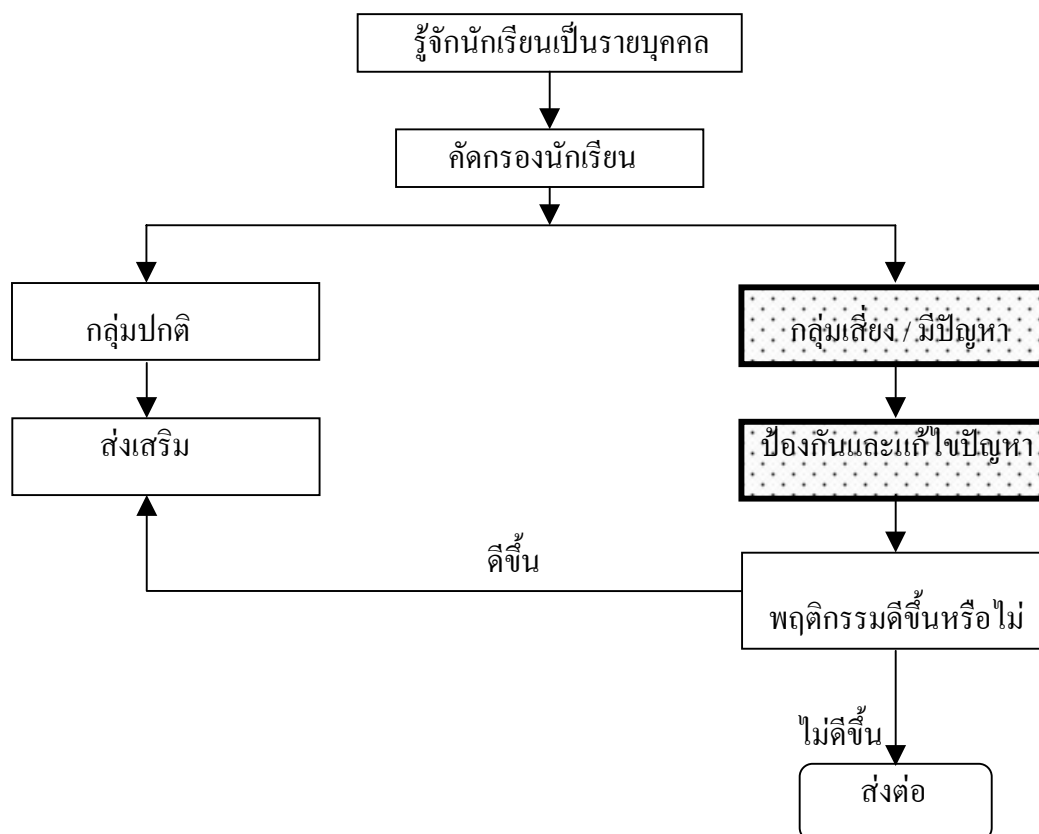 รู้จักนักเรียนเป็นรายบุคคล
คัดกรองนักเรียน
กลุ่มปกติ
กลุ่มเสี่ยง / มีปัญหา
ส่งเสริม
ป้องกันและแก้ไขปัญหา
ดีขึ้น
พฤติกรรมดีขึ้นหรือไม่
ไม่ดีขึ้น
ส่งต่อ